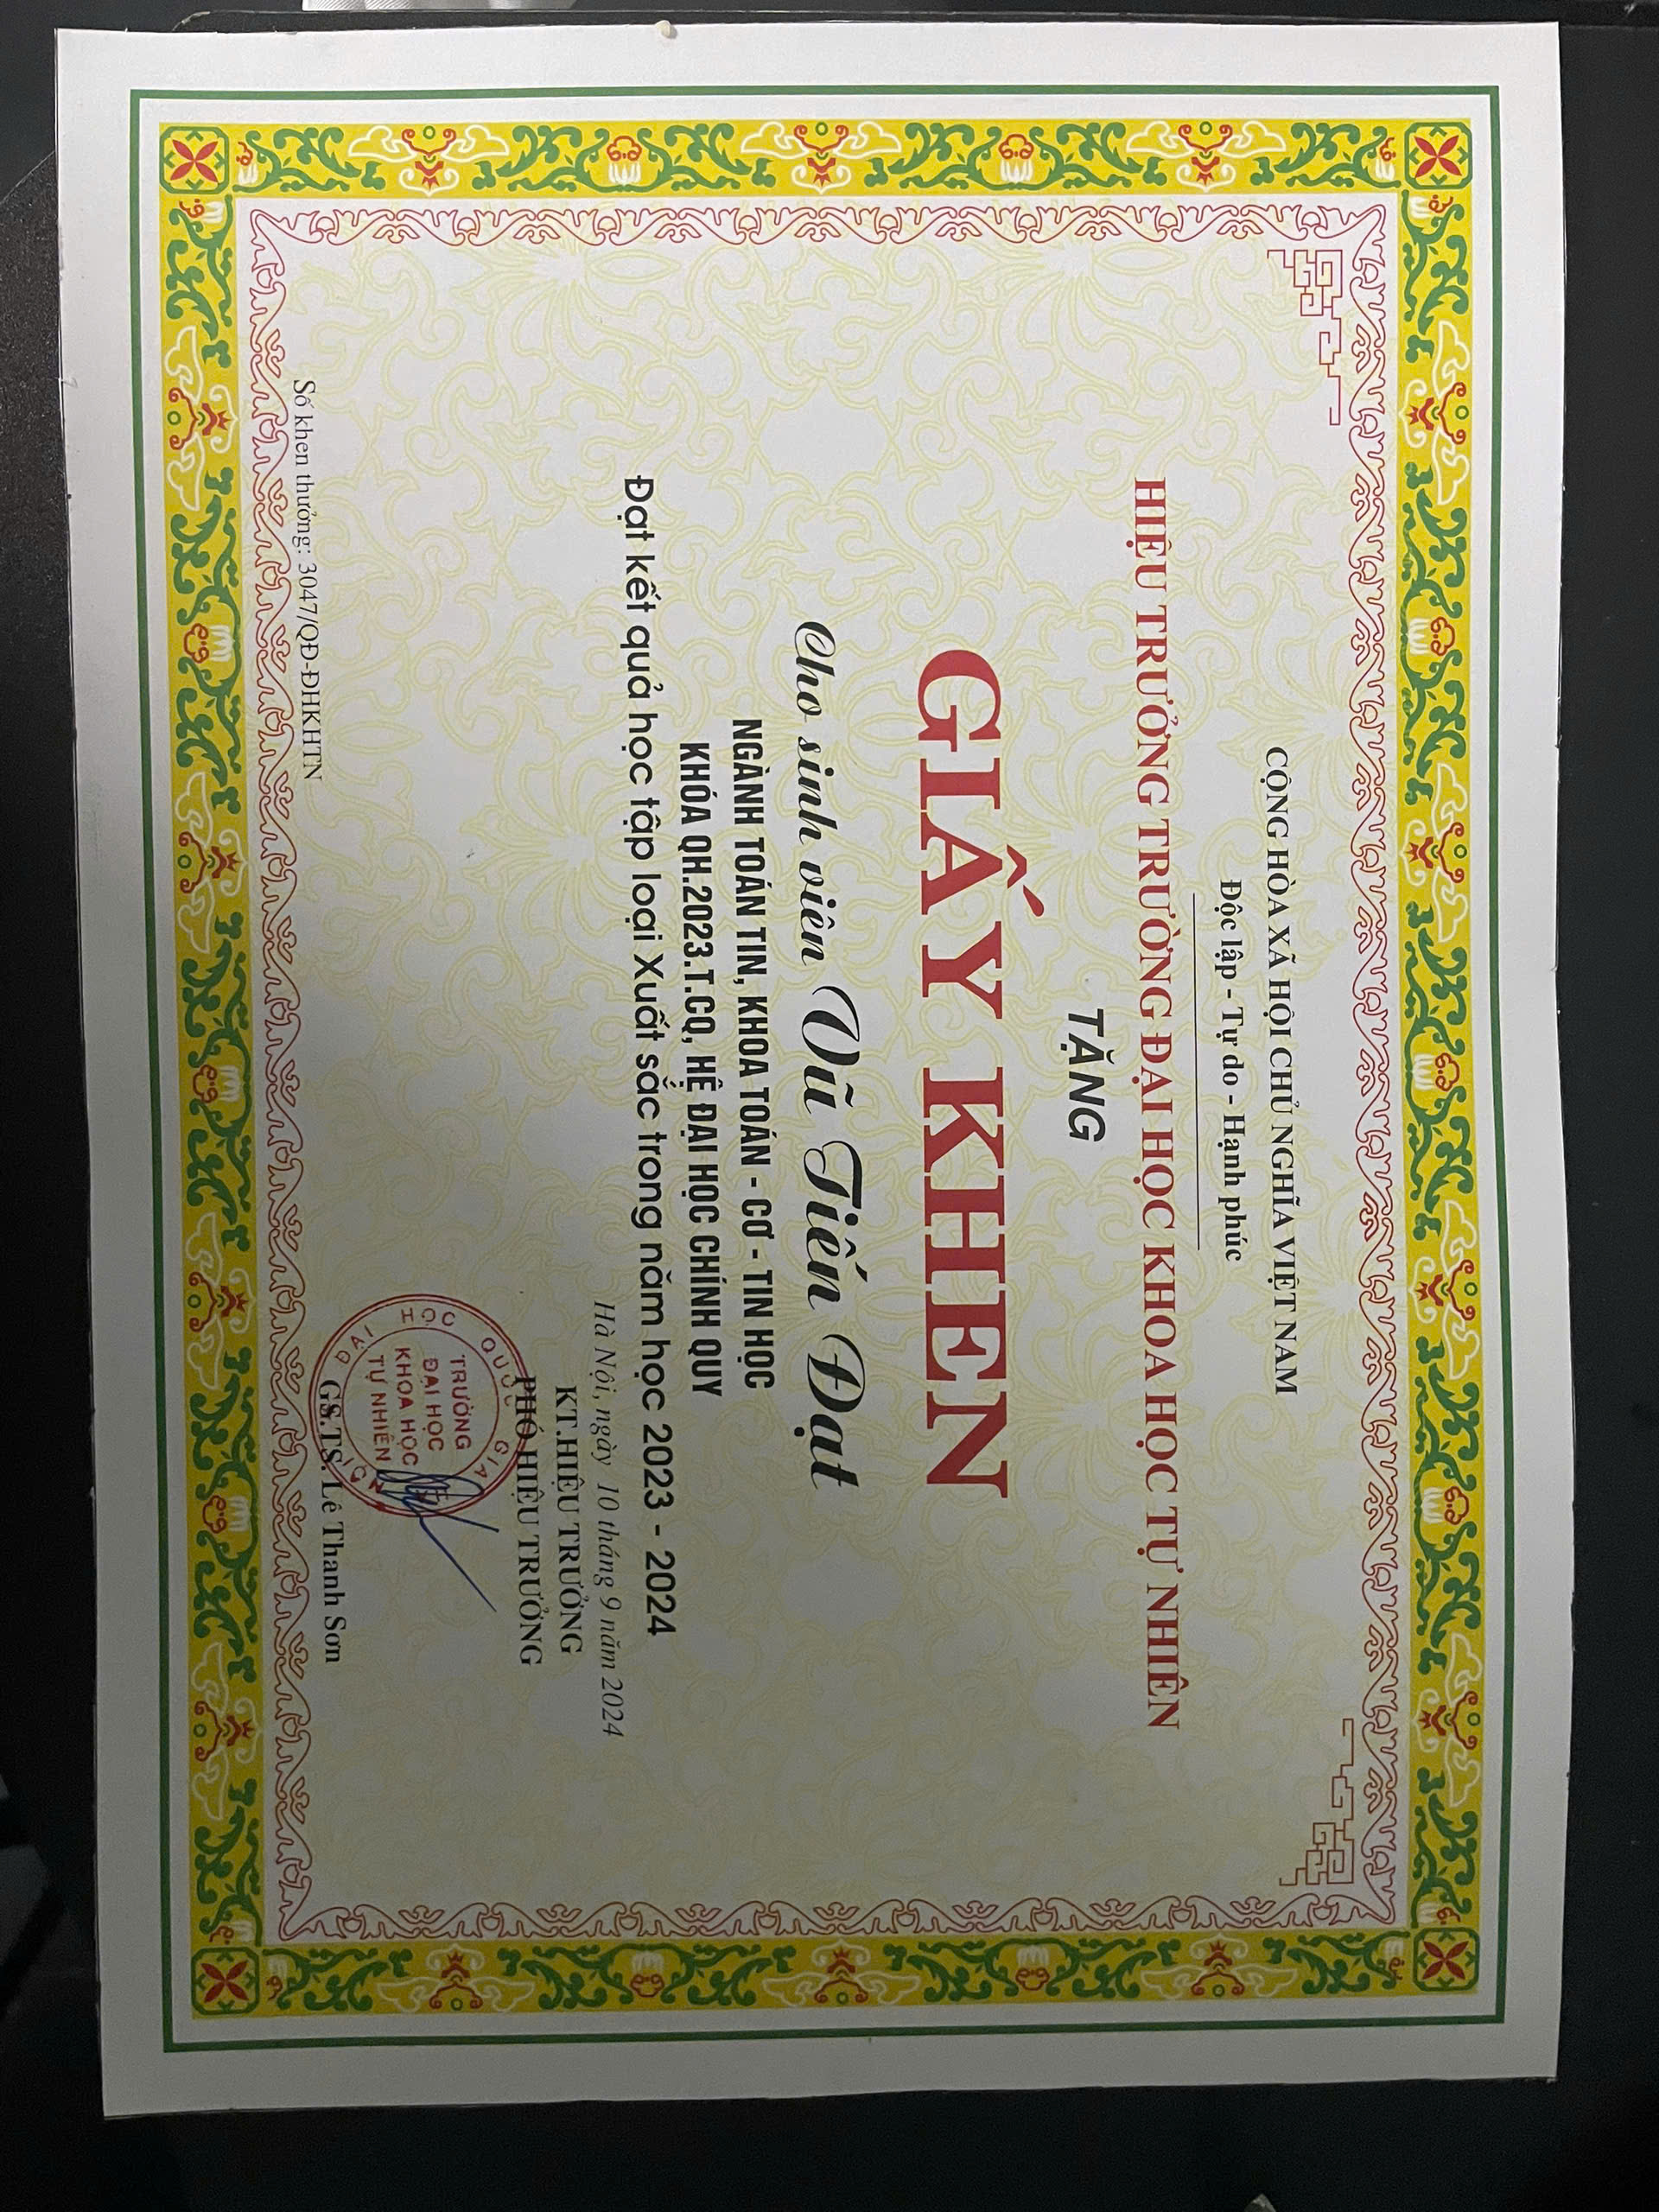 CỘNG HÒA XÃ HỘI CHỦ NGHĨA VIỆT NAM
Độc lập - Tự do - Hạnh phúc
HIỆU TRƯỞNG TRƯỜNG ĐẠI HỌC KHOA HỌC TỰ NHIÊN
TẶNG
GIẤY KHEN
Cho sinh viên Vũ Tiến Đạt
NGÀNH TOÁN TIN, KHOA TOÁN - CƠ - TIN HỌC
KHÓA QH.2023.T.CQ, HỆ ĐẠI HỌC CHÍNH QUY
Đạt kết quả học tập loại Xuất sắc trong năm học 2023 - 2024
Hà Nội, ngày 10 tháng 9 năm 2024
KT.HIỆU TRƯỞNG
PHÓ HIỆU TRƯỞNG
ĐẠI HỌC QUỐC GIA HÀ NỘI
TRƯỜNG
ĐẠI HỌC
KHOA HỌC
TỰ NHIÊN
GS.TS. Lê Thanh Sơn
Số khen thưởng: 3047/QĐ-ĐHKHTN